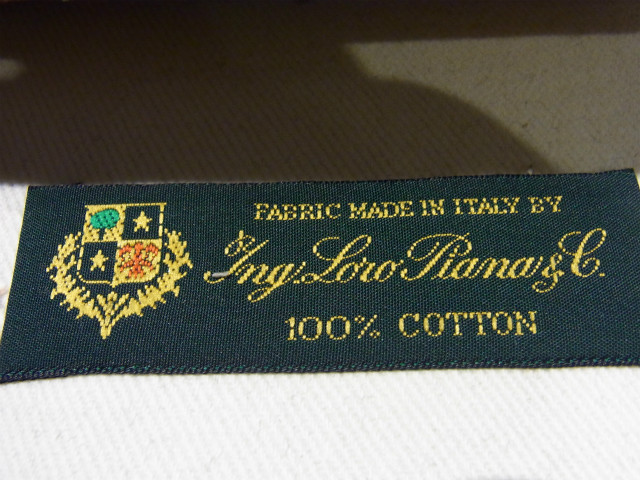 FABRIC MADE IN ITALY BY
Ing. Loro Piana & C.
100% COTTON